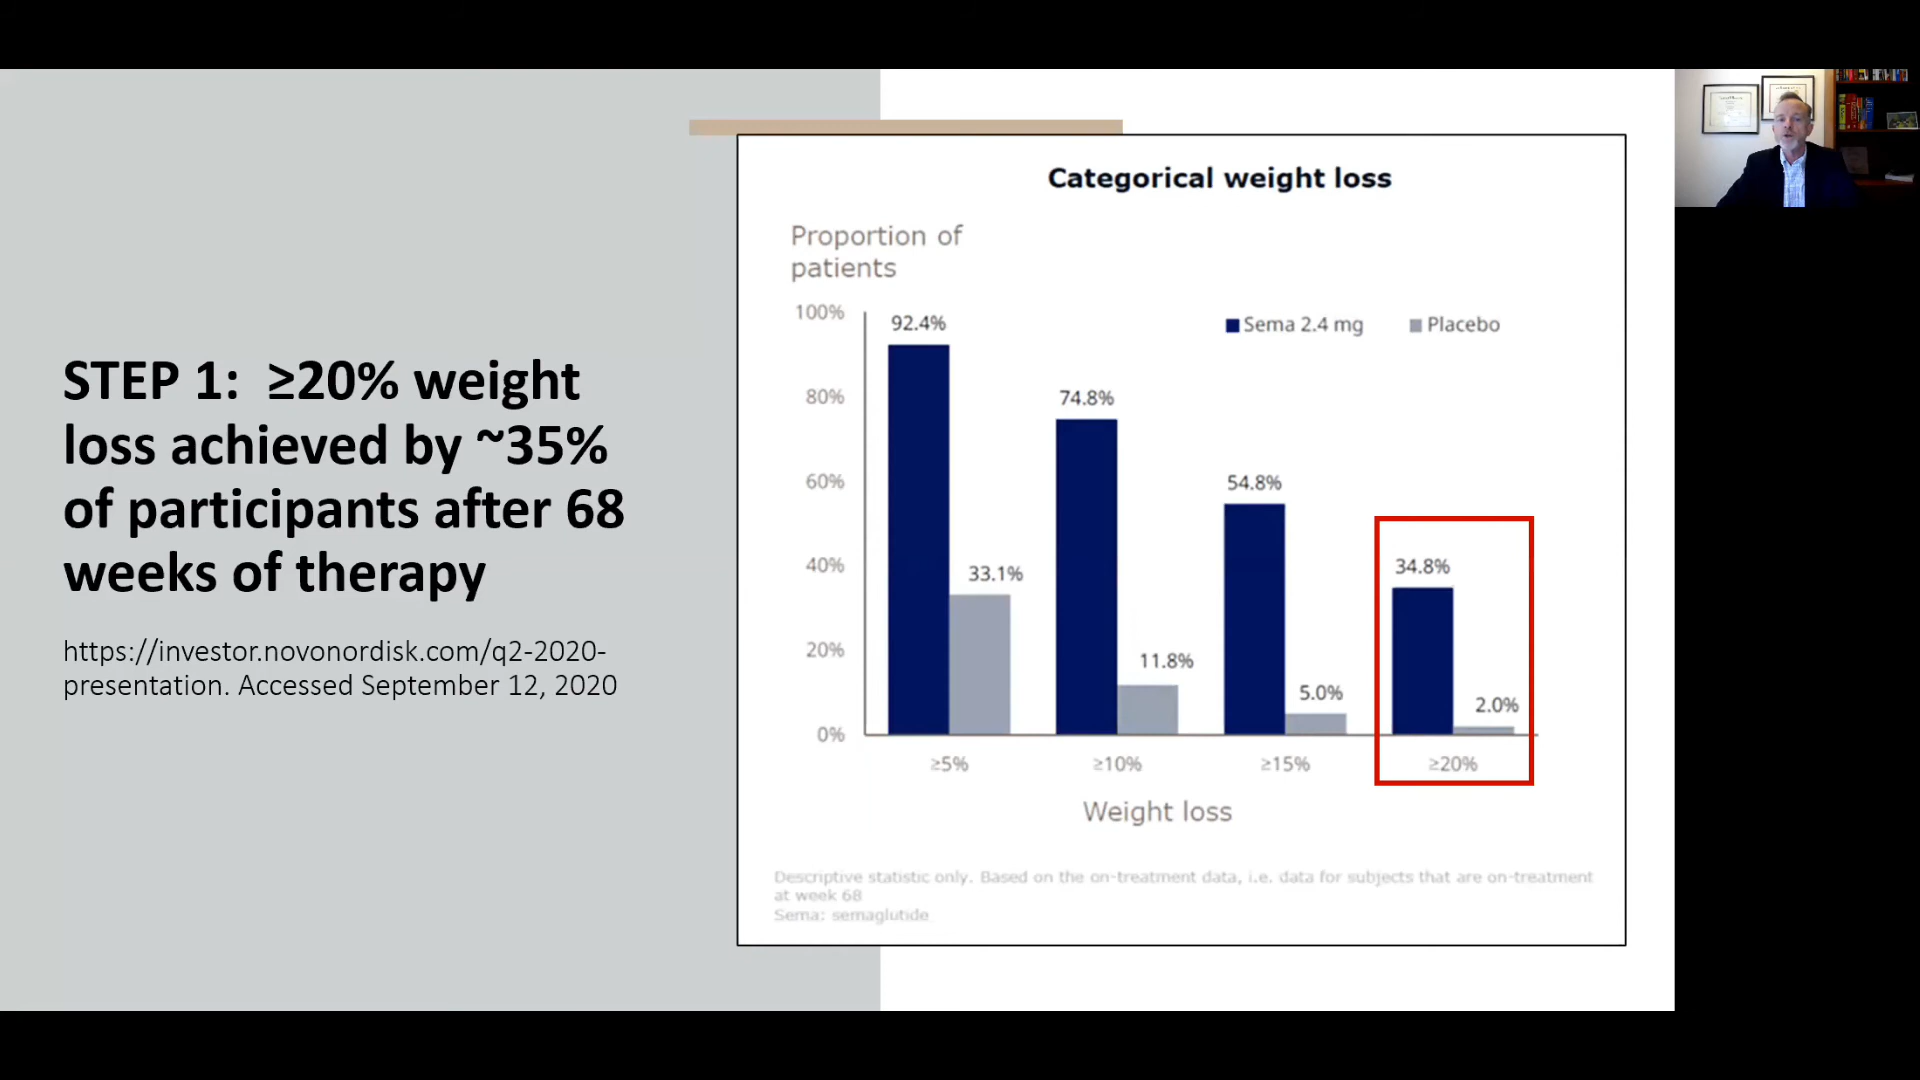 STEP 1:  ≥20% weight
loss achieved by ~35%
of participants after 68
weeks of therapy
https://investor.novonordisk.com/q2-2020-
presentation. Accessed September 12, 2020
Categorical weight loss
Proportion of
patients
Sema 2.4 mg
Placebo
100%
80%
60%
40%
20%
0%
92.4%
33.1%
74.8%
11.8%
54.8%
5.0%
34.8%
2.0%
≥5%
≥10%
≥15%
≥20%
Weight loss
Descriptive statistic only. Based on the on-treatment data, i.e. data for subjects that are on-treatment
at week 68
Sema: semaglutide